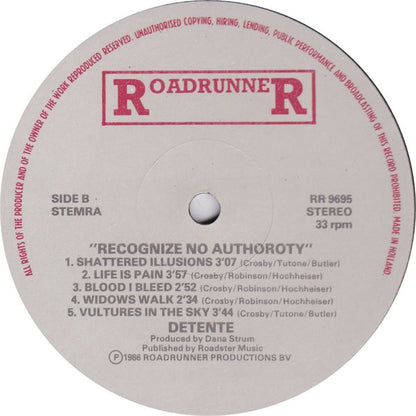 ALL RIGHTS OF THE PRODUCER AND OF THE OWNER OF THE WORK REPRODUCED RESERVED. UNAUTHORISED COPYING, HIRING, LENDING, PUBLIC PERFORMANCE AND BROADCASTING OF THIS RECORD PROHIBITED. MADE IN HOLLAND.
ROADRUNNER
SIDE B
STEMRA
RR 9695
STEREO
33 rpm
"RECOGNIZE NO AUTHOROTY"
1. SHATTERED ILLUSIONS 3'07 (Crosby/Tutone/Butler)
2. LIFE IS PAIN 3'57 (Crosby/Robinson/Hochheiser)
3. BLOOD I BLEED 2'52 (Crosby/Robinson/Hochheiser)
4. WIDOWS WALK 2'34 (Crosby/Robinson/Hochheiser)
5. VULTURES IN THE SKY 3'44 (Crosby/Tutone/Butler)
DETENTE
Produced by Dana Strum
Published by Roadster Music
Ⓟ 1986 ROADRUNNER PRODUCTIONS BV